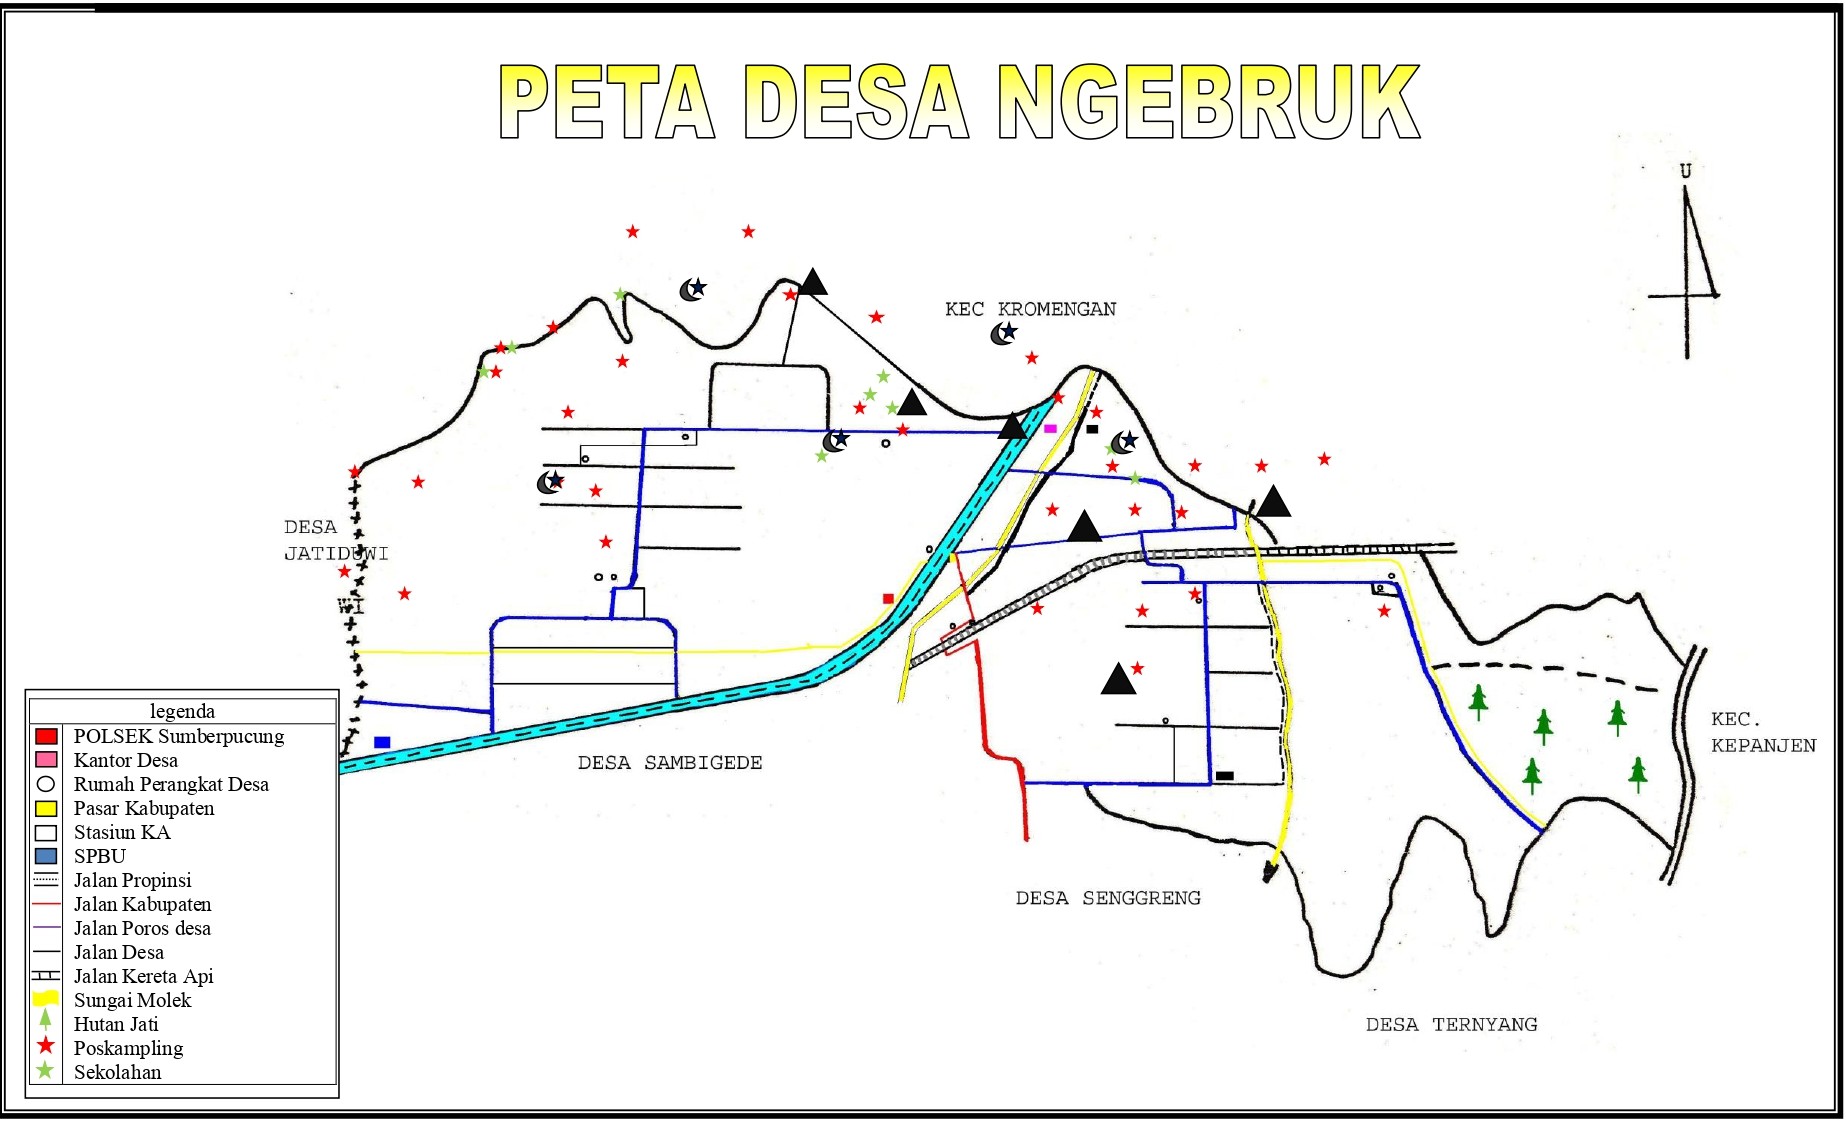 PETA DESA NGEBRUK
U
KEC KROMENGAN
DESA
JATIDUWI
WI
KEC.
KEPANJEN
DESA SAMBIGEDE
DESA SENGGRENG
DESA TERNYANG
legenda
POLSEK Sumberpucung
Kantor Desa
Rumah Perangkat Desa
Pasar Kabupaten
Stasiun KA
SPBU
Jalan Propinsi
Jalan Kabupaten
Jalan Poros desa
Jalan Desa
Jalan Kereta Api
Sungai Molek
Hutan Jati
Poskampling
Sekolahan